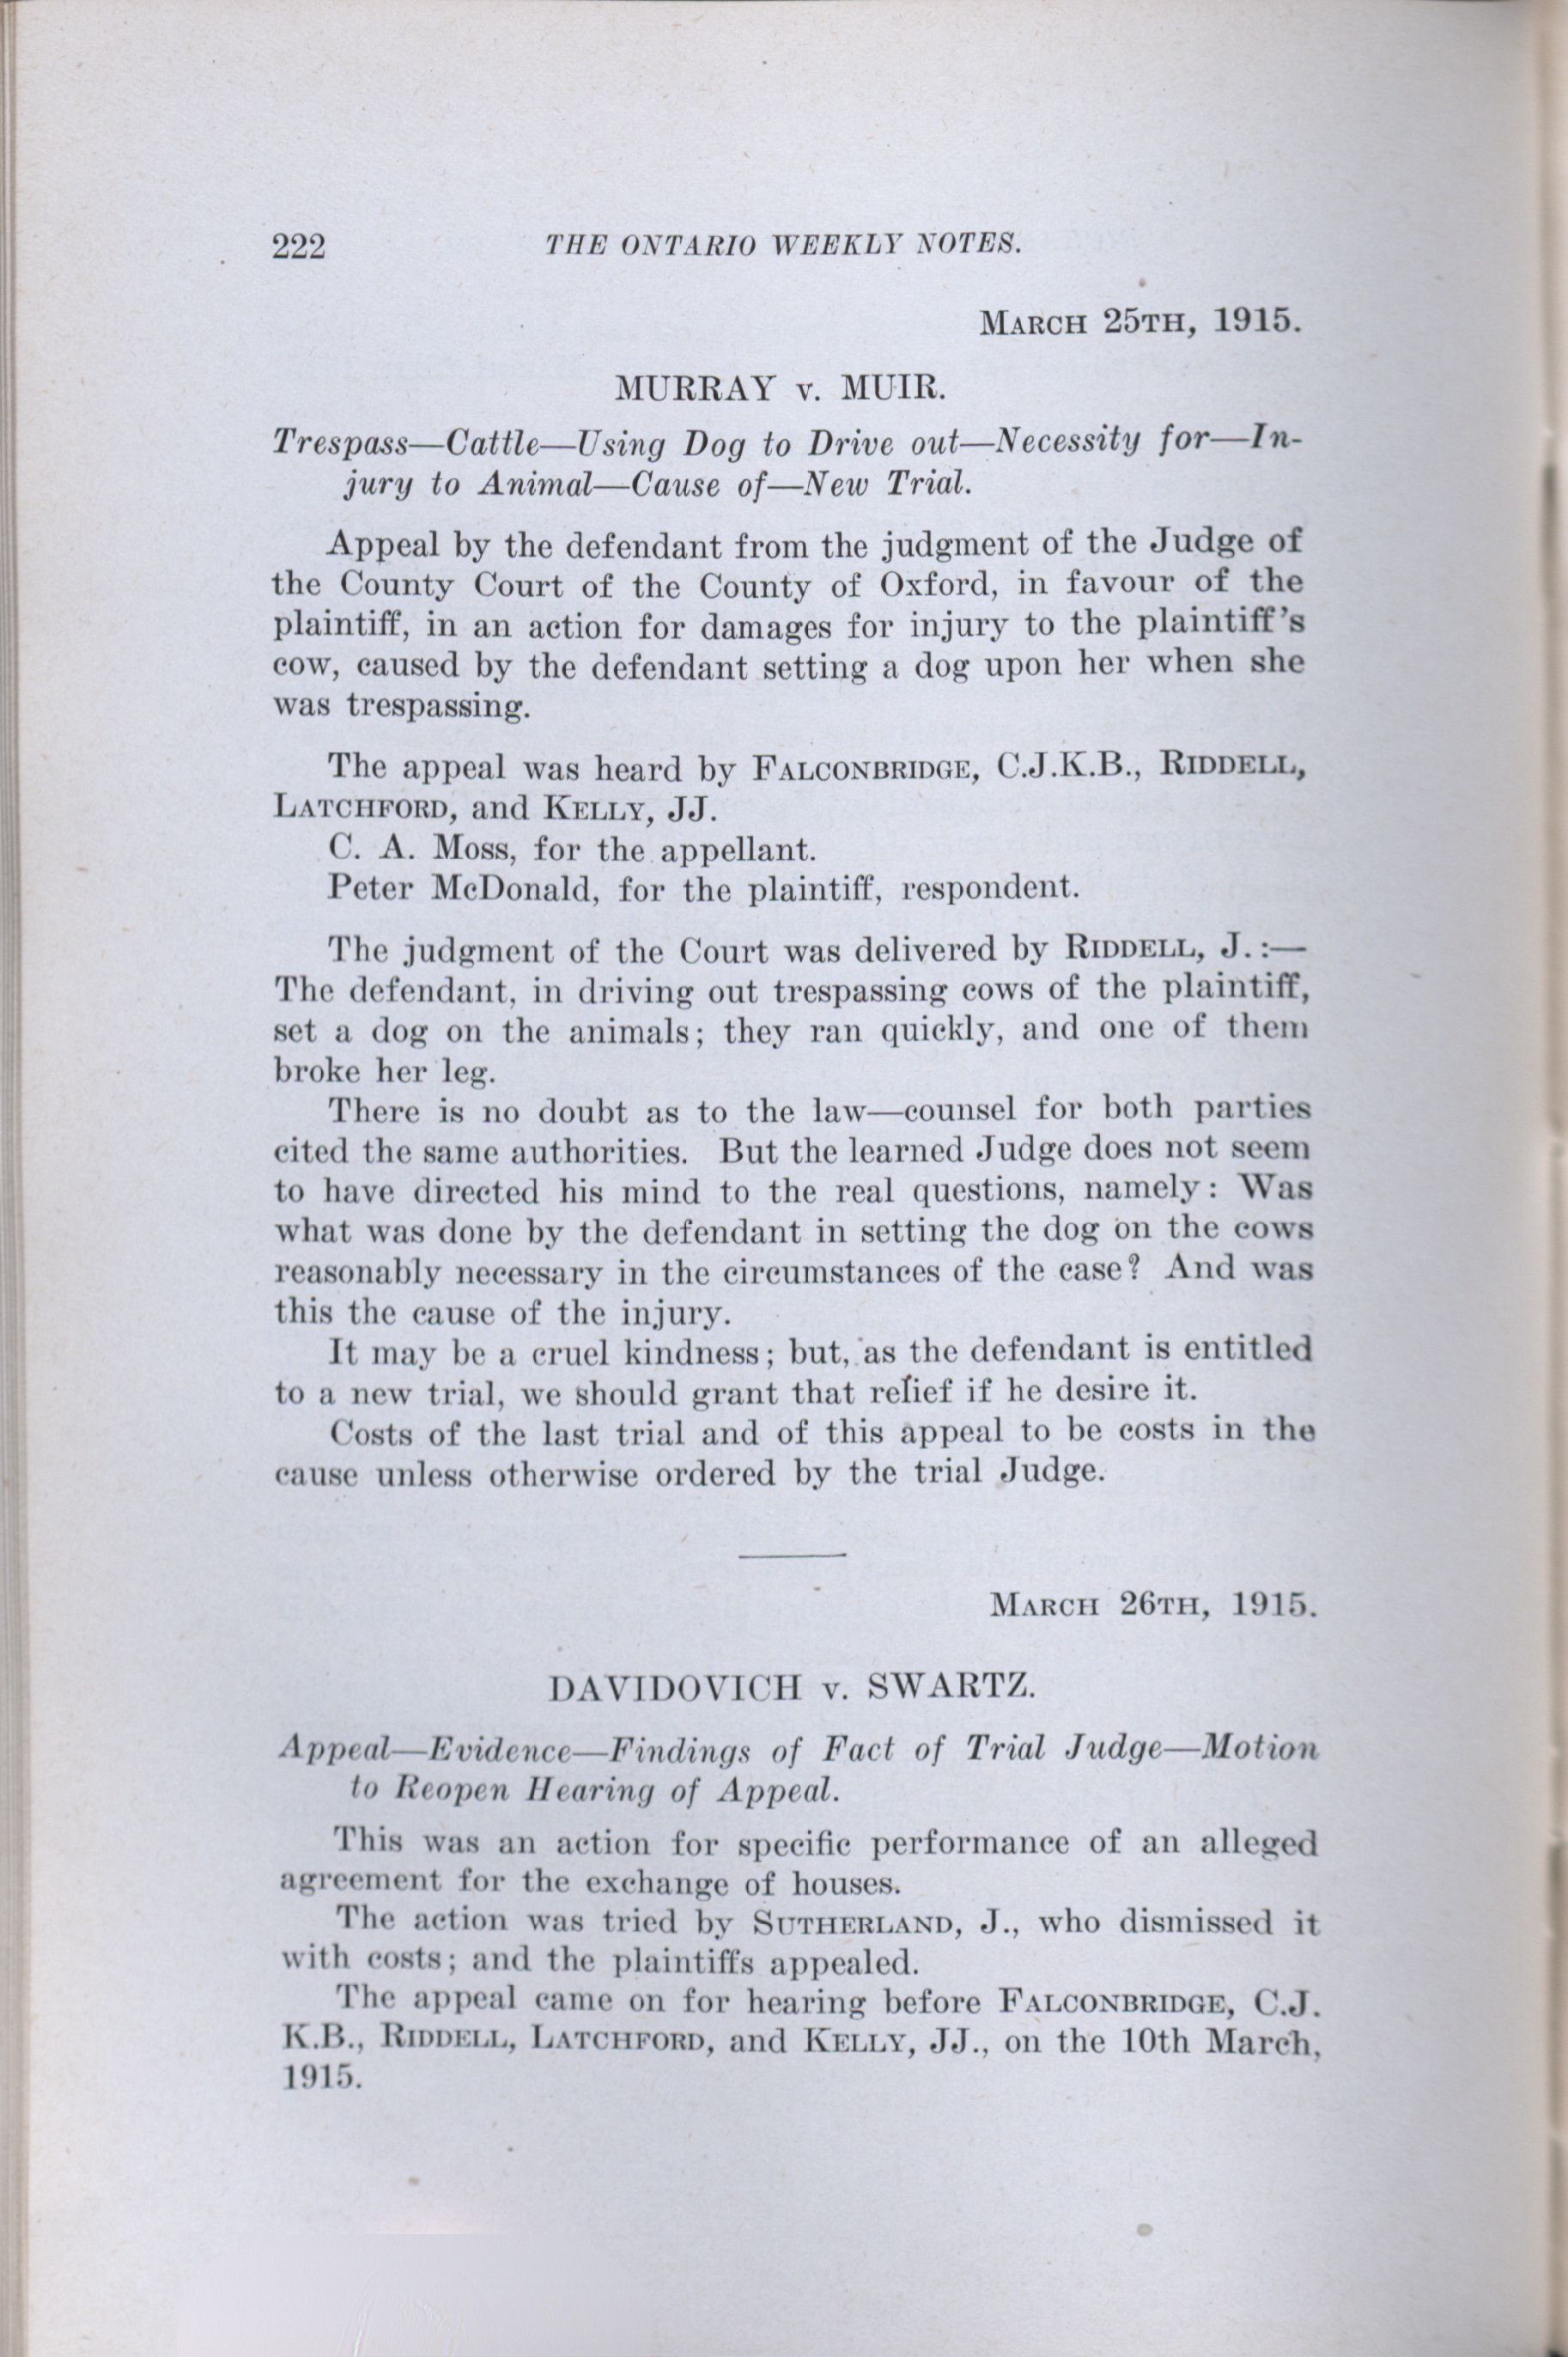 222 THE ONTARIO WEEKLY NOTES.
MARCH 25TH, 1915.
MURRAY v. MUIR.
Trespass—Cattle—Using Dog to Drive out—Necessity for—In-
jury to Animal—Cause of—New Trial.
Appeal by the defendant from the judgment of the Judge of
the County Court of the County of Oxford, in favour of the
plaintiff, in an action for damages for injury to the plaintiff's
cow, caused by the defendant setting a dog upon her when she
was trespassing.
The appeal was heard by FALCONBRIDGE, C.J.K.B., RIDDELL,
LATCHFORD, and KELLY, JJ.
C. A. Moss, for the appellant.
Peter McDonald, for the plaintiff, respondent.
The judgment of the Court was delivered by RIDDELL, J.:—
The defendant, in driving out trespassing cows of the plaintiff,
set a dog on the animals; they ran quickly, and one of them
broke her leg.
There is no doubt as to the law—counsel for both parties
cited the same authorities. But the learned Judge does not seem
to have directed his mind to the real questions, namely: Was
what was done by the defendant in setting the dog on the cows
reasonably necessary in the circumstances of the case? And was
this the cause of the injury.
It may be a cruel kindness; but, as the defendant is entitled
to a new trial, we should grant that relief if he desire it.
Costs of the last trial and of this appeal to be costs in the
cause unless otherwise ordered by the trial Judge.
MARCH 26TH, 1915.
DAVIDOVICH v. SWARTZ.
Appeal—Evidence—Findings of Fact of Trial Judge—Motion
to Reopen Hearing of Appeal.
This was an action for specific performance of an alleged
agreement for the exchange of houses.
The action was tried by SUTHERLAND, J., who dismissed it
with costs; and the plaintiffs appealed.
The appeal came on for hearing before FALCONBRIDGE, C.J.
K.B., RIDDELL, LATCHFORD, and KELLY, JJ., on the 10th March,
1915.